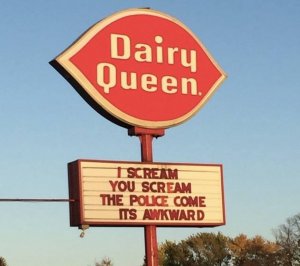 Dairy
Queen.
I SCREAM
YOU SCREAM
THE POLICE COME
ITS AWKWARD